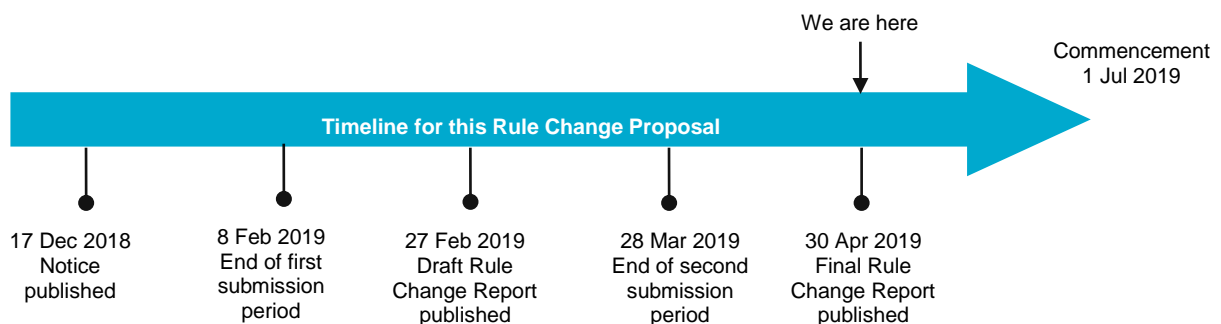 We are here
Commencement
1 Jul 2019
Timeline for this Rule Change Proposal
17 Dec 2018
Notice
published
8 Feb 2019
End of first
submission
period
27 Feb 2019
Draft Rule
Change Report
published
28 Mar 2019
End of second
submission
period
30 Apr 2019
Final Rule
Change Report
published